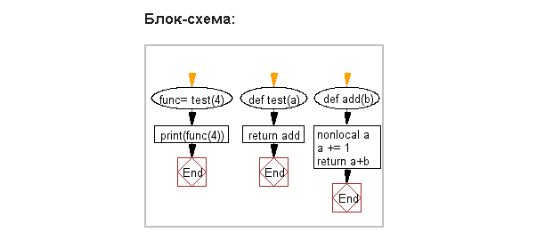 Блок-схема:
func= test(4)
print(func(4))
End
def test(a)
return add
End
def add(b)
nonlocal a
a += 1
return a+b
End